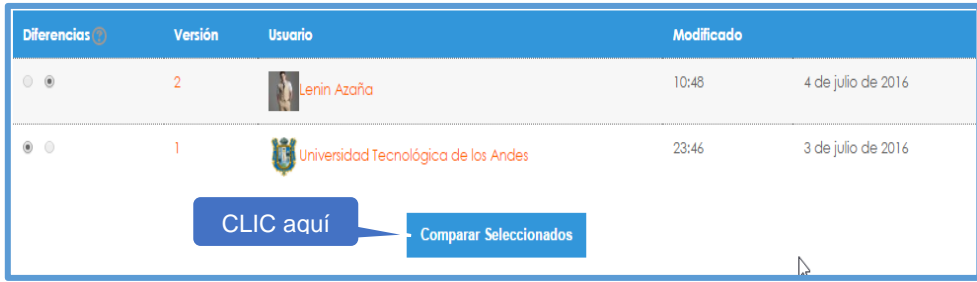 Diferencias Versión Usuario Modificado
2 Lenin Azaña 10:48 4 de julio de 2016
1 Universidad Tecnológica de los Andes 23:46 3 de julio de 2016
CLIC aquí
Comparar Seleccionados